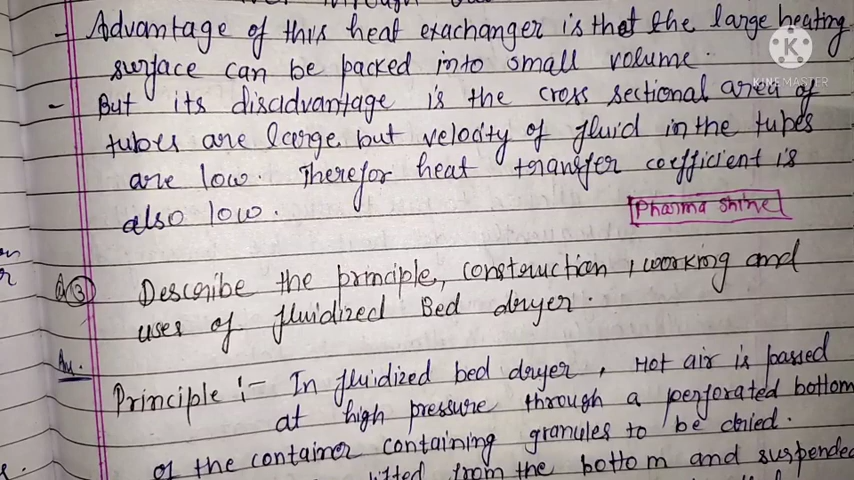 - Advantage of this heat exachanger is that the large heating
surface can be packed into small volume.
- But its disadvantage is the cross sectional area of
tubes are large but velocity of fluid in the tubes
are low. Therefor heat transfer coefficient is
also low.
Pharma shine
K
KINEMASTER
Q③ Describe the principle, construction, working and
uses of fluidized Bed dryer.
Ans.
Principle :- In fluidized bed dryer, Hot air is passed
at high pressure through a perforated bottom
of the container containing granules to be dried.
lifted from the bottom and suspended